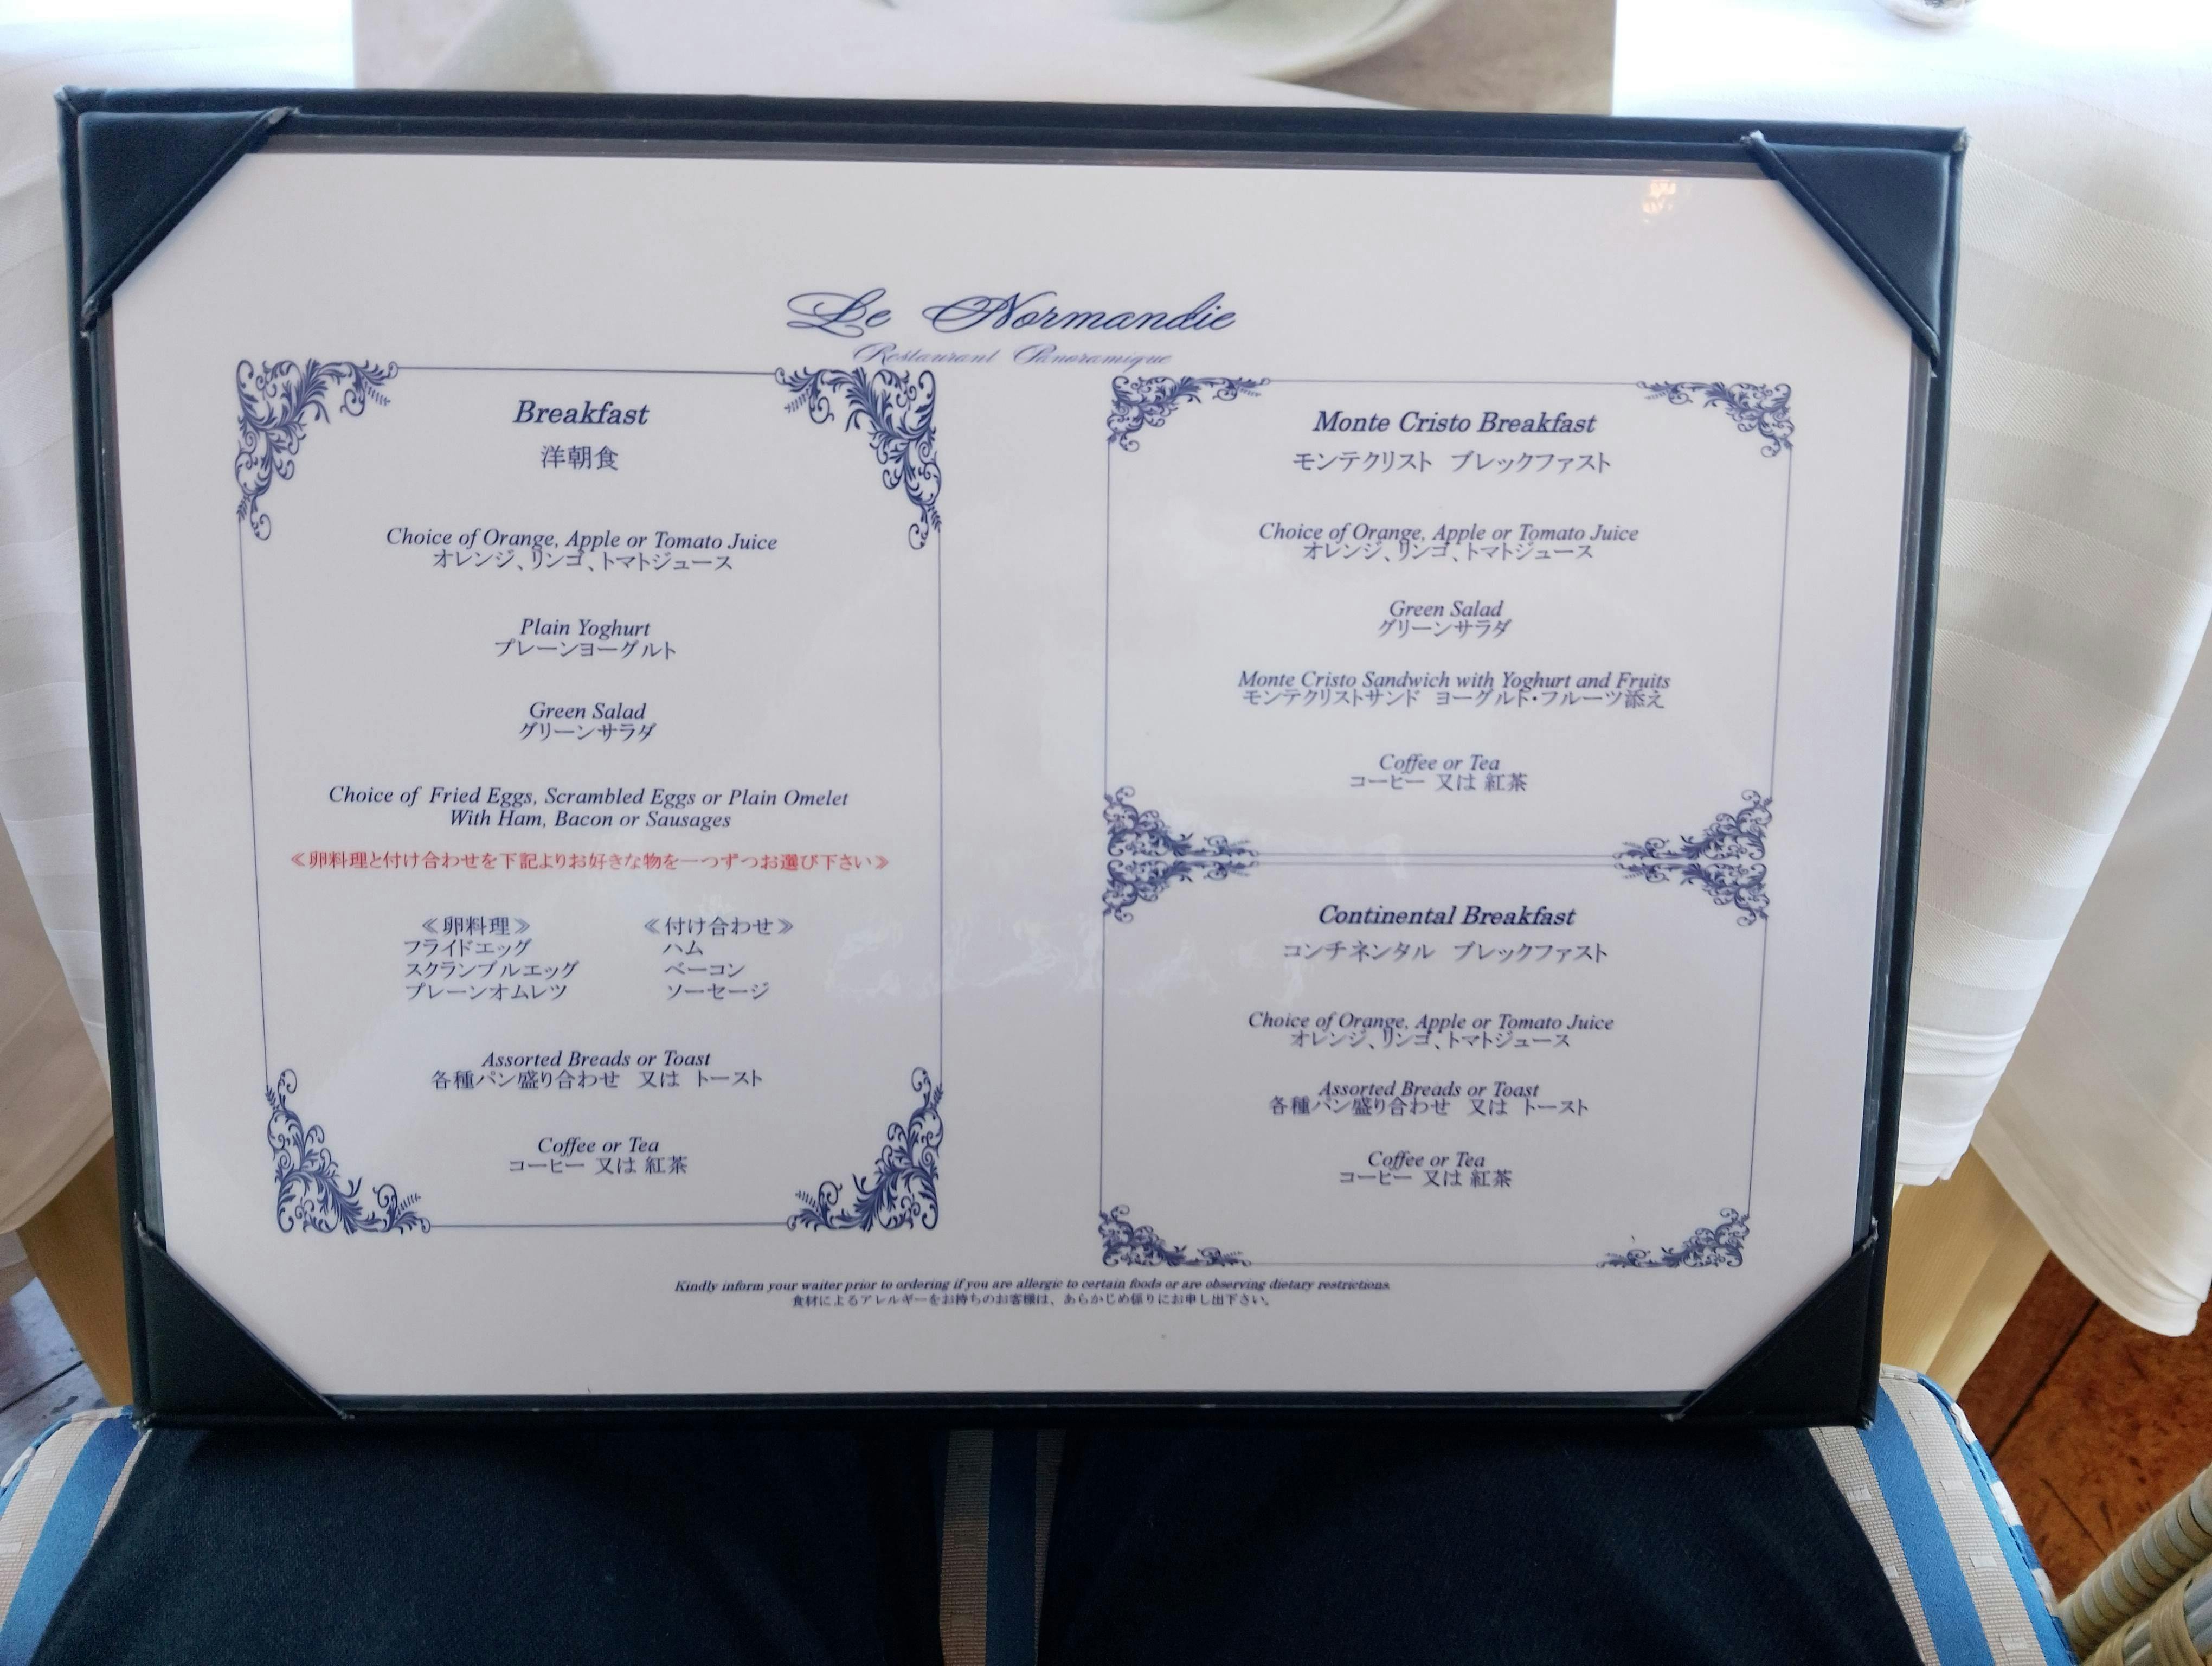 Le Normandie
Restaurant Panoramique
Breakfast
洋朝食
Choice of Orange, Apple or Tomato Juice
オレンジ、リンゴ、トマトジュース
Plain Yoghurt
プレーンヨーグルト
Green Salad
グリーンサラダ
Choice of Fried Eggs, Scrambled Eggs or Plain Omelet
With Ham, Bacon or Sausages
≪卵料理と付け合わせを下記よりお好きな物を一つずつお選び下さい≫
≪卵料理≫ ≪付け合わせ≫
フライドエッグ ハム
スクランブルエッグ ベーコン
プレーンオムレツ ソーセージ
Assorted Breads or Toast
各種パン盛り合わせ 又は トースト
Coffee or Tea
コーヒー 又は 紅茶
Monte Cristo Breakfast
モンテクリスト ブレックファスト
Choice of Orange, Apple or Tomato Juice
オレンジ、リンゴ、トマトジュース
Green Salad
グリーンサラダ
Monte Cristo Sandwich with Yoghurt and Fruits
モンテクリストサンド ヨーグルト・フルーツ添え
Coffee or Tea
コーヒー 又は 紅茶
Continental Breakfast
コンチネンタル ブレックファスト
Choice of Orange, Apple or Tomato Juice
オレンジ、リンゴ、トマトジュース
Assorted Breads or Toast
各種パン盛り合わせ 又は トースト
Coffee or Tea
コーヒー 又は 紅茶
Kindly inform your waiter prior to ordering if you are allergic to certain foods or are observing dietary restrictions.
食材によるアレルギーをお持ちのお客様は、あらかじめ係りにお申し出下さい。